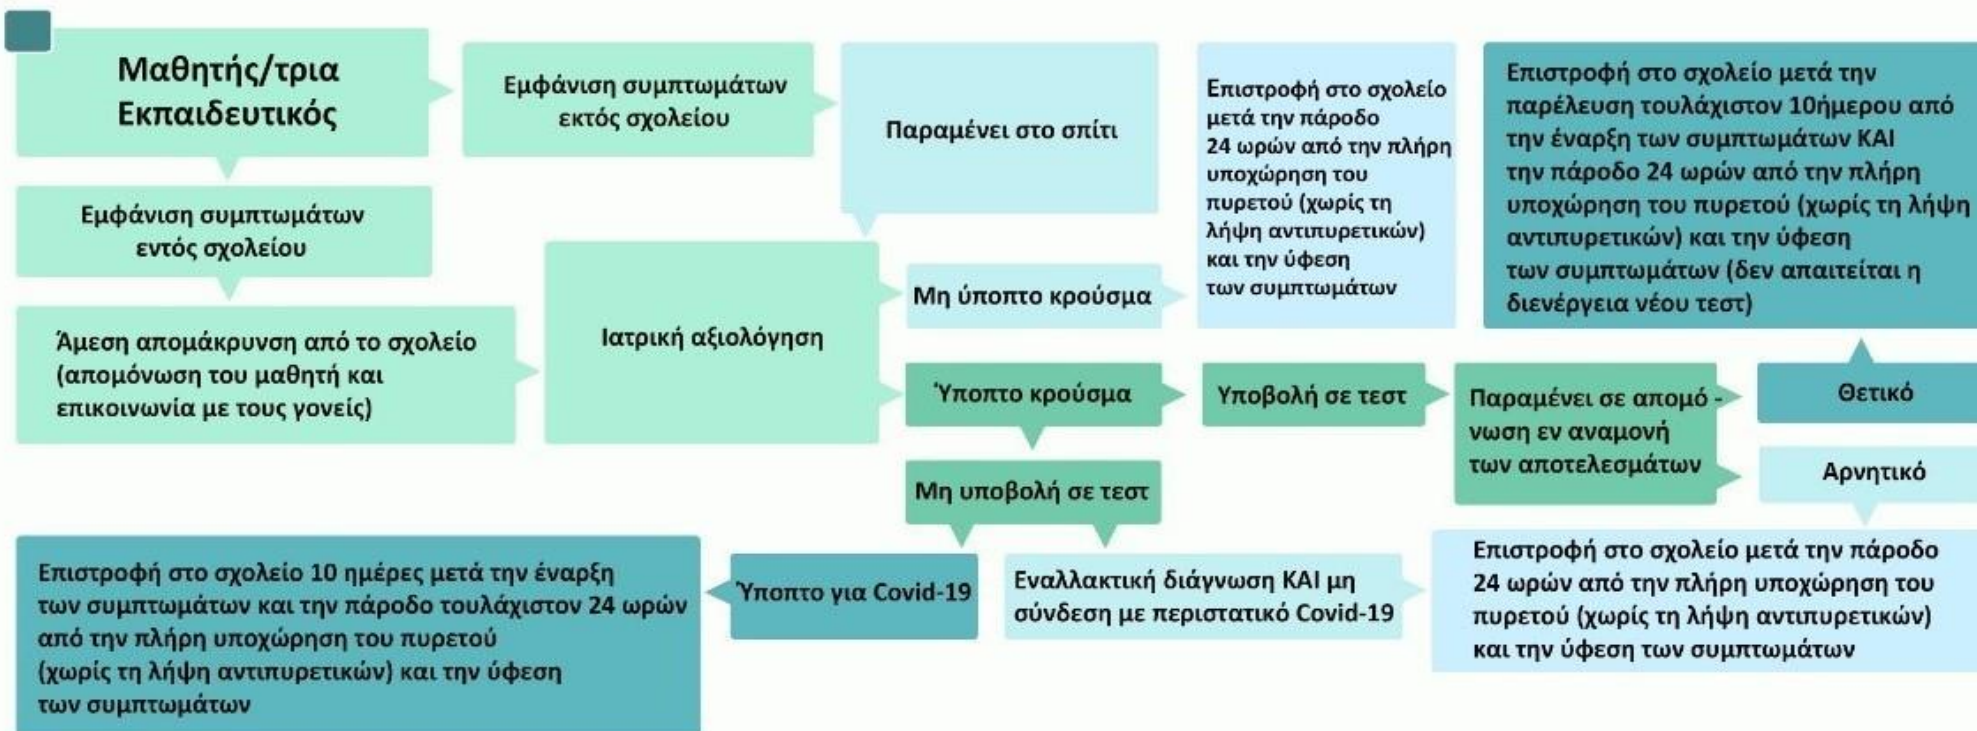 Μαθητής/τρια
Εκπαιδευτικός
Εμφάνιση συμπτωμάτων
εκτός σχολείου
Παραμένει στο σπίτι
Επιστροφή στο σχολείο
μετά την πάροδο
24 ωρών από την πλήρη
υποχώρηση του
πυρετού (χωρίς τη
λήψη αντιπυρετικών)
και την ύφεση
των συμπτωμάτων
Επιστροφή στο σχολείο μετά την
παρέλευση τουλάχιστον 10ήμερου από
την έναρξη των συμπτωμάτων ΚΑΙ
την πάροδο 24 ωρών από την πλήρη
υποχώρηση του πυρετού (χωρίς τη λήψη
αντιπυρετικών) και την ύφεση
των συμπτωμάτων (δεν απαιτείται η
διενέργεια νέου τεστ)
Εμφάνιση συμπτωμάτων
εντός σχολείου
Άμεση απομάκρυνση από το σχολείο
(απομόνωση του μαθητή και
επικοινωνία με τους γονείς)
Ιατρική αξιολόγηση
Μη ύποπτο κρούσμα
Ύποπτο κρούσμα
Υποβολή σε τεστ
Παραμένει σε απομό -
νωση εν αναμονή
των αποτελεσμάτων
Θετικό
Αρνητικό
Μη υποβολή σε τεστ
Επιστροφή στο σχολείο 10 ημέρες μετά την έναρξη
των συμπτωμάτων και την πάροδο τουλάχιστον 24 ωρών
από την πλήρη υποχώρηση του πυρετού
(χωρίς τη λήψη αντιπυρετικών) και την ύφεση
των συμπτωμάτων
Ύποπτο για Covid-19
Εναλλακτική διάγνωση ΚΑΙ μη
σύνδεση με περιστατικό Covid-19
Επιστροφή στο σχολείο μετά την πάροδο
24 ωρών από την πλήρη υποχώρηση του
πυρετού (χωρίς τη λήψη αντιπυρετικών)
και την ύφεση των συμπτωμάτων